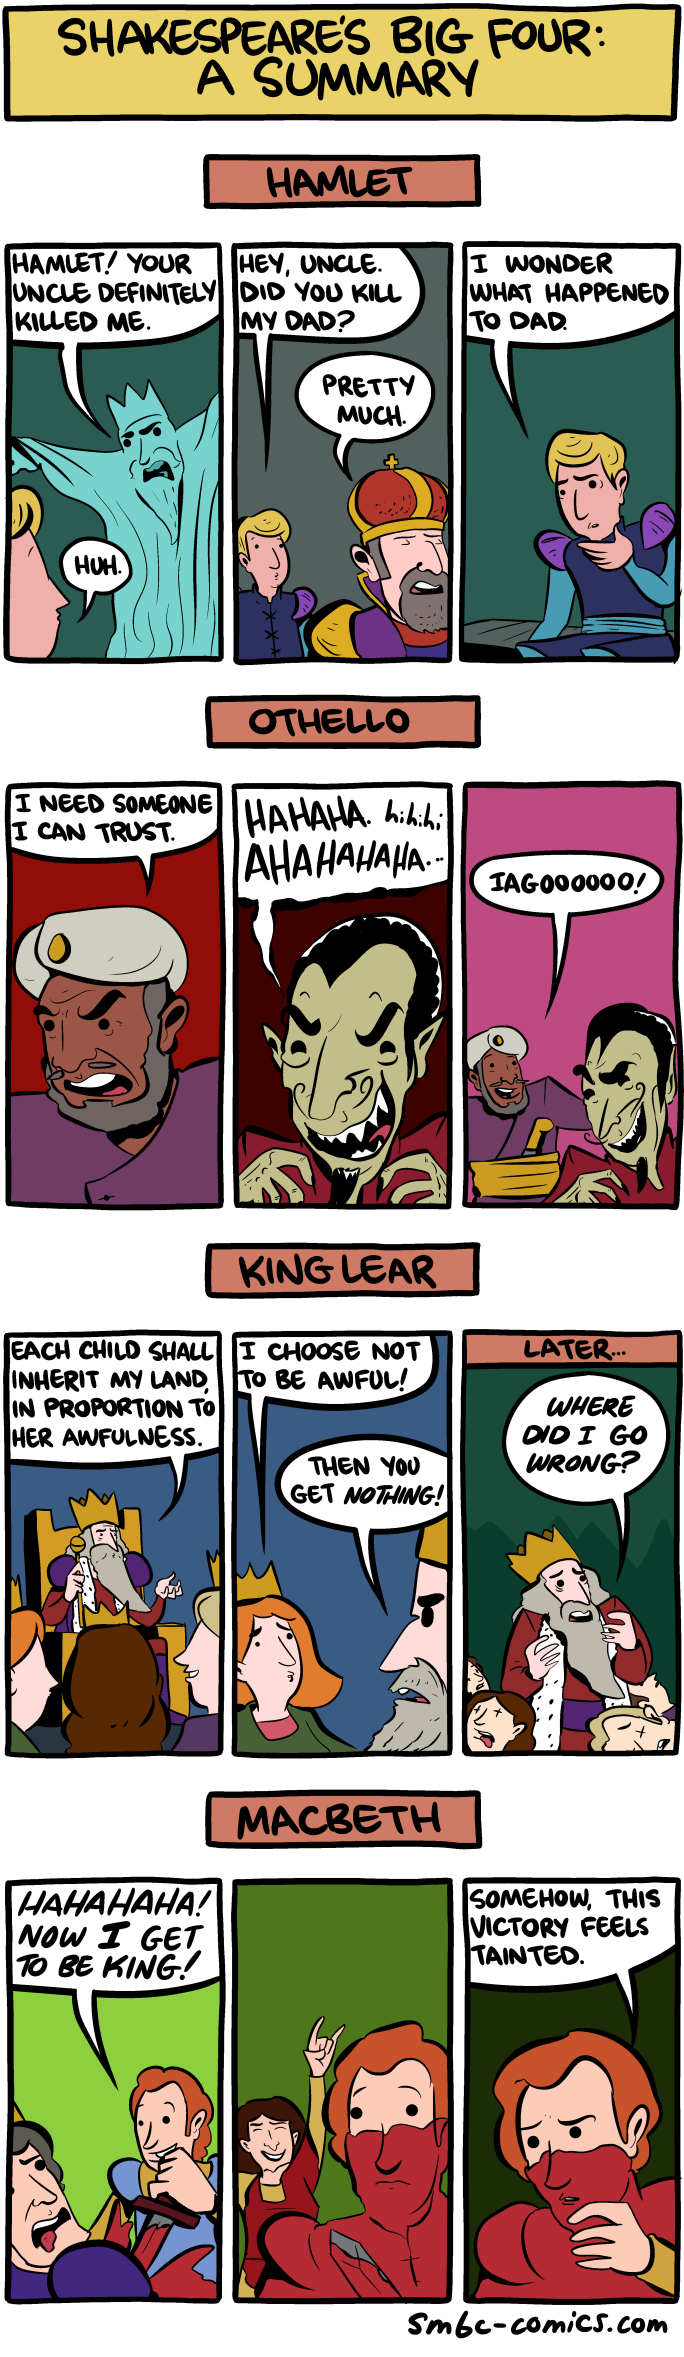 SHAKESPEARE'S BIG FOUR:
A SUMMARY
HAMLET
HAMLET! YOUR
UNCLE DEFINITELY
KILLED ME.
HUH.
HEY, UNCLE.
DID YOU KILL
MY DAD?
PRETTY
MUCH.
I WONDER
WHAT HAPPENED
TO DAD.
OTHELLO
I NEED SOMEONE
I CAN TRUST.
HAHAHA. hihihi
AHAHAHAHA...
IAGOOOOOO!
KING LEAR
EACH CHILD SHALL
INHERIT MY LAND,
IN PROPORTION TO
HER AWFULNESS.
I CHOOSE NOT
TO BE AWFUL!
THEN YOU
GET NOTHING!
LATER...
WHERE
DID I GO
WRONG?
MACBETH
HAHAHAHA!
NOW I GET
TO BE KING!
SOMEHOW, THIS
VICTORY FEELS
TAINTED.
smbc-comics.com